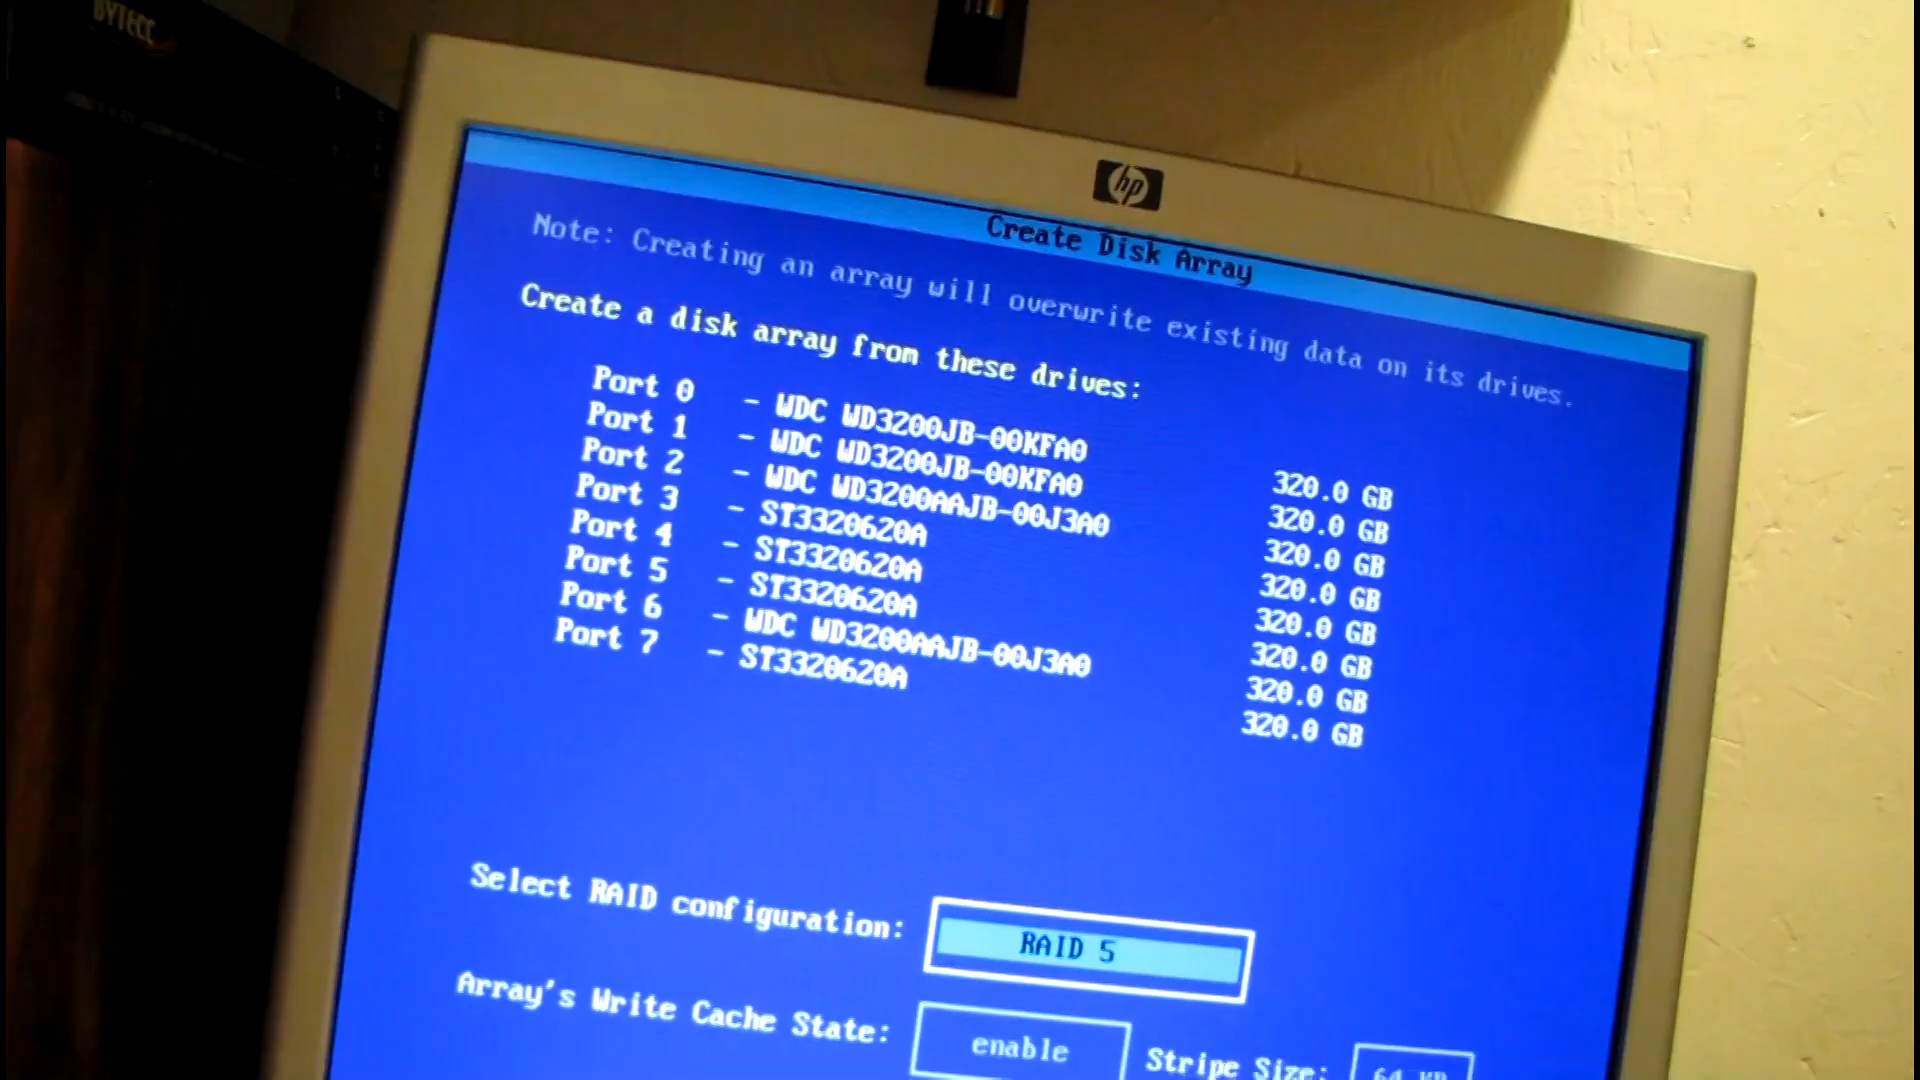 BYTECC
hp
Create Disk Array
Note: Creating an array will overwrite existing data on its drives.
Create a disk array from these drives:
Port 0 - WDC WD3200JB-00KFA0 320.0 GB
Port 1 - WDC WD3200JB-00KFA0 320.0 GB
Port 2 - WDC WD3200AAJB-00J3A0 320.0 GB
Port 3 - ST3320620A 320.0 GB
Port 4 - ST3320620A 320.0 GB
Port 5 - ST3320620A 320.0 GB
Port 6 - WDC WD3200AAJB-00J3A0 320.0 GB
Port 7 - ST3320620A 320.0 GB
Select RAID configuration: RAID 5
Array's Write Cache State: enable Stripe Size: 64 KB